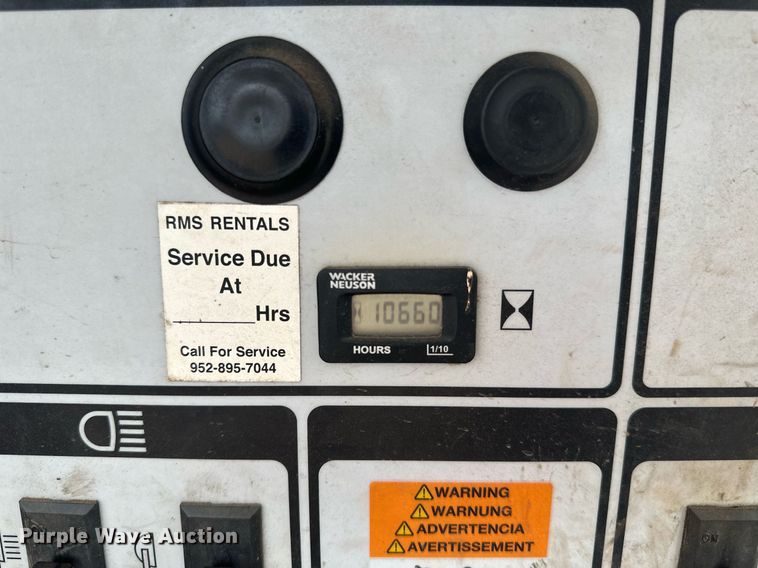 RMS RENTALS
Service Due
At
Hrs
Call For Service
952-895-7044
WACKER
NEUSON
10660
HOURS 1/10
WARNING
WARNUNG
ADVERTENCIA
AVERTISSEMENT
ON
Purple Wave Auction